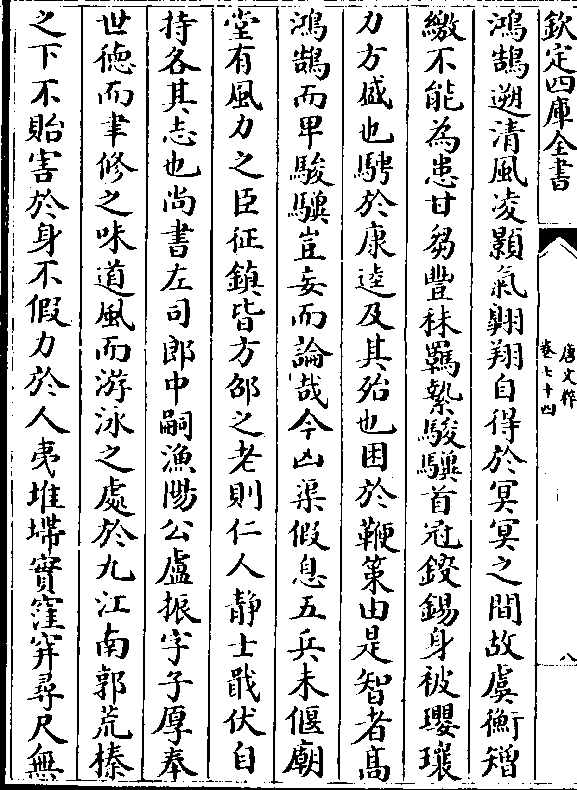 欽定四庫全書
唐文粹
卷七十四
八
鴻鵠遡清風凌顥氣翺翔自得於冥冥之間故虞衡矰
繳不能為患甘芻豐秣羈縶駿驥首冠鍐錫身被瓔瓌
力方撼也騁於康逵及其殆也困於鞭策由是智者髙
鴻鵠而甲駿驥豈妄而論哉今凶渠假息五兵未偃廟
堂有風力之臣征鎮皆方邵之老則仁人静士戢伏自
持各其志也尚書左司郎中嗣漁陽公盧振字子厚奉
世徳而聿修之味道風而游泳之處於九江南郭荒榛
之下不貽害於身不假力於人夷堆墆實窪穽尋尺無